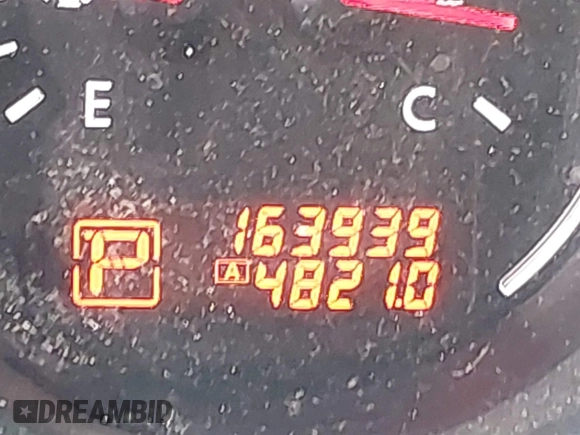 E C
163939
P
A 4821.0
DREAMBID